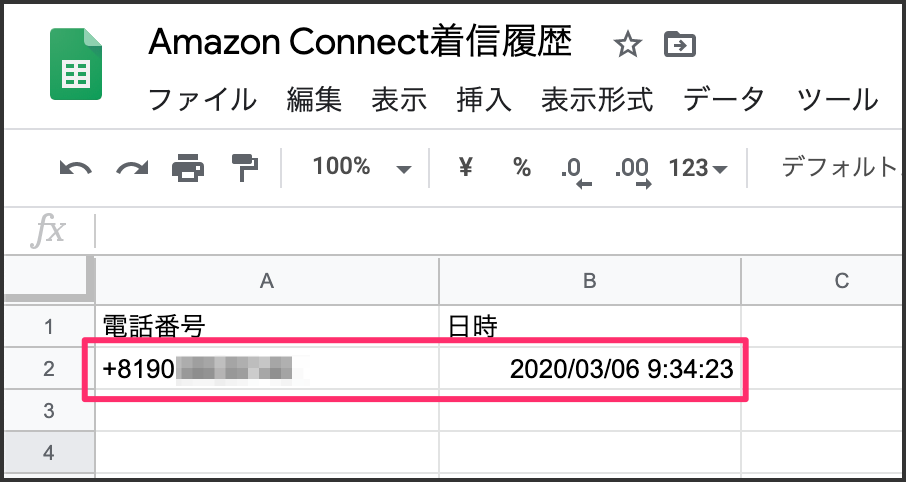 Amazon Connect着信履歴
ファイル 編集 表示 挿入 表示形式 データ ツール
100% ¥ % .0 .00 123 デフォルト
fx
A B C
1 電話番号 日時
2 +8190 2020/03/06 9:34:23
3
4